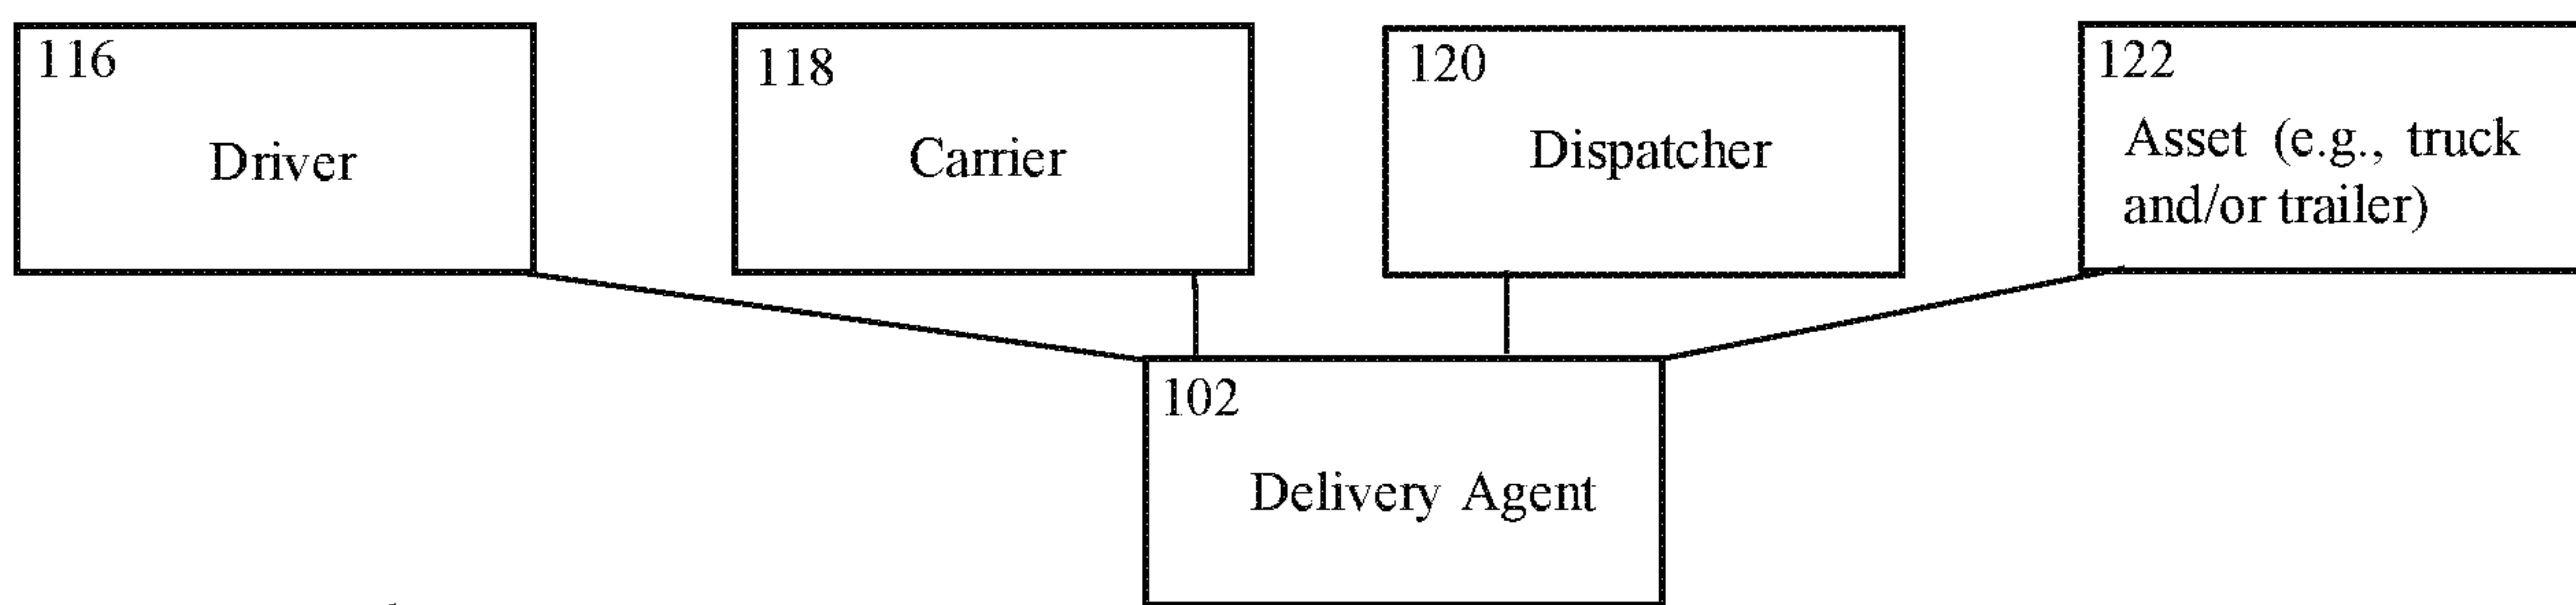 116
Driver
118
Carrier
120
Dispatcher
122
Asset (e.g., truck
and/or trailer)
102
Delivery Agent